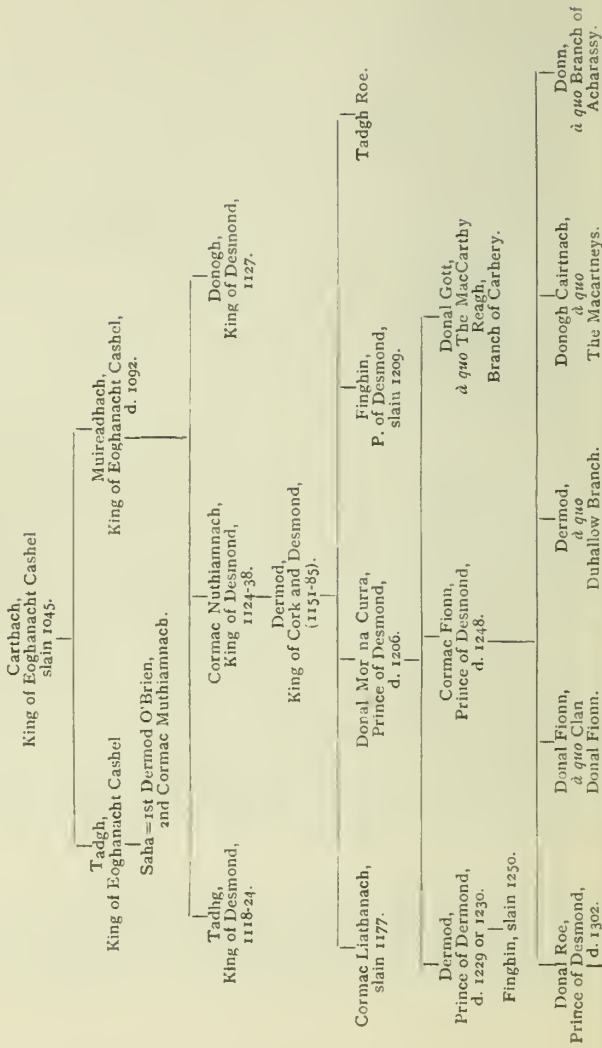 Carthach,
King of Eoghanacht Cashel
slain 1045.
Tadgh,
King of Eoghanacht Cashel
Muireadhach,
King of Eoghanacht Cashel,
d. 1092.
Saha = 1st Dermod O'Brien,
2nd Cormac Muthiamnach.
Tadhg,
King of Desmond,
1118-24.
Cormac Nuthiamnach,
King of Desmond,
1124-38.
Donogh,
King of Desmond,
1127.
Dermod,
King of Cork and Desmond,
(1151-85).
Cormac Liathanach,
slain 1177.
Donal Mor na Curra,
Prince of Desmond,
d. 1206.
Finghin,
P. of Desmond,
slain 1209.
Tadgh Roe.
Dermod,
Prince of Dermond,
d. 1229 or 1230.
Cormac Fionn,
Prince of Desmond,
d. 1248.
Donal Gott,
à quo The MacCarthy
Reagh,
Branch of Carbery.
Finghin, slain 1250.
Donal Roe,
Prince of Desmond,
d. 1302.
Donal Fionn,
à quo Clan
Donal Fionn.
Dermod,
à quo
Duhallow Branch.
Donogh Cairtnach,
à quo
The Macartneys.
Donn,
à quo Branch of
Acharassy.